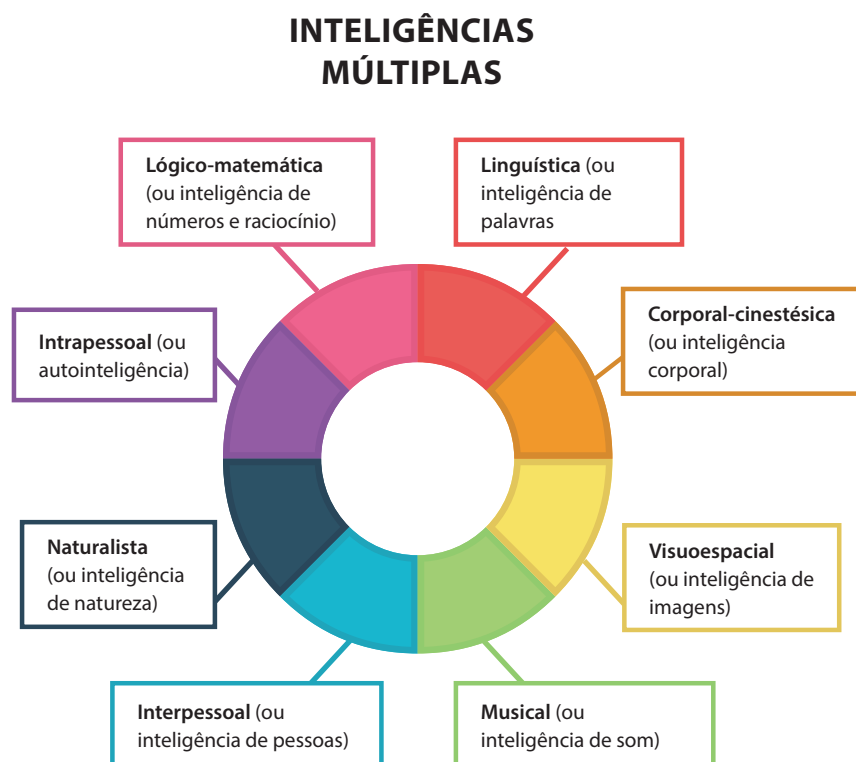 INTELIGÊNCIAS
MÚLTIPLAS
Lógico-matemática
(ou inteligência de
números e raciocínio)
Linguística (ou
inteligência de
palavras
Intrapessoal (ou
autointeligência)
Corporal-cinestésica
(ou inteligência
corporal)
Naturalista
(ou inteligência
de natureza)
Visuoespacial
(ou inteligência de
imagens)
Interpessoal (ou
inteligência de pessoas)
Musical (ou
inteligência de som)